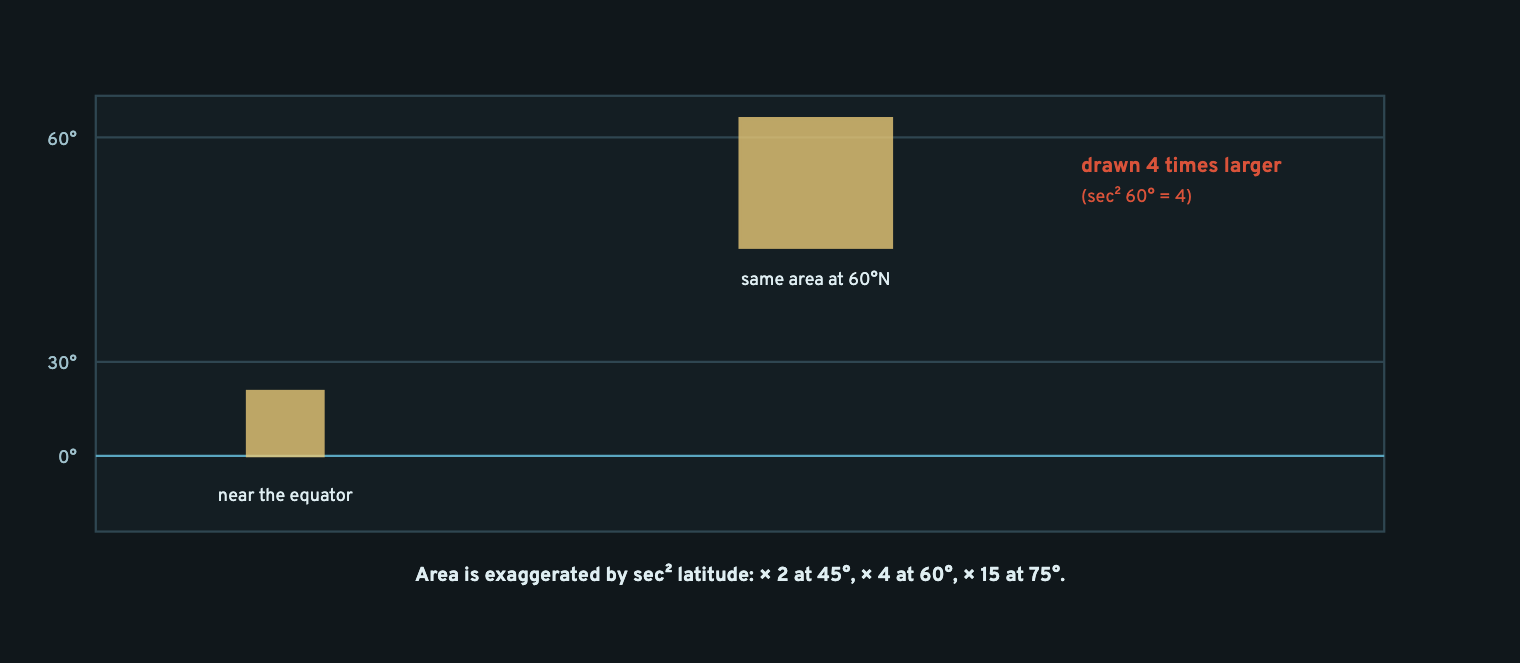 60°
drawn 4 times larger
(sec² 60° = 4)
same area at 60°N
30°
0°
near the equator
Area is exaggerated by sec² latitude: × 2 at 45°, × 4 at 60°, × 15 at 75°.